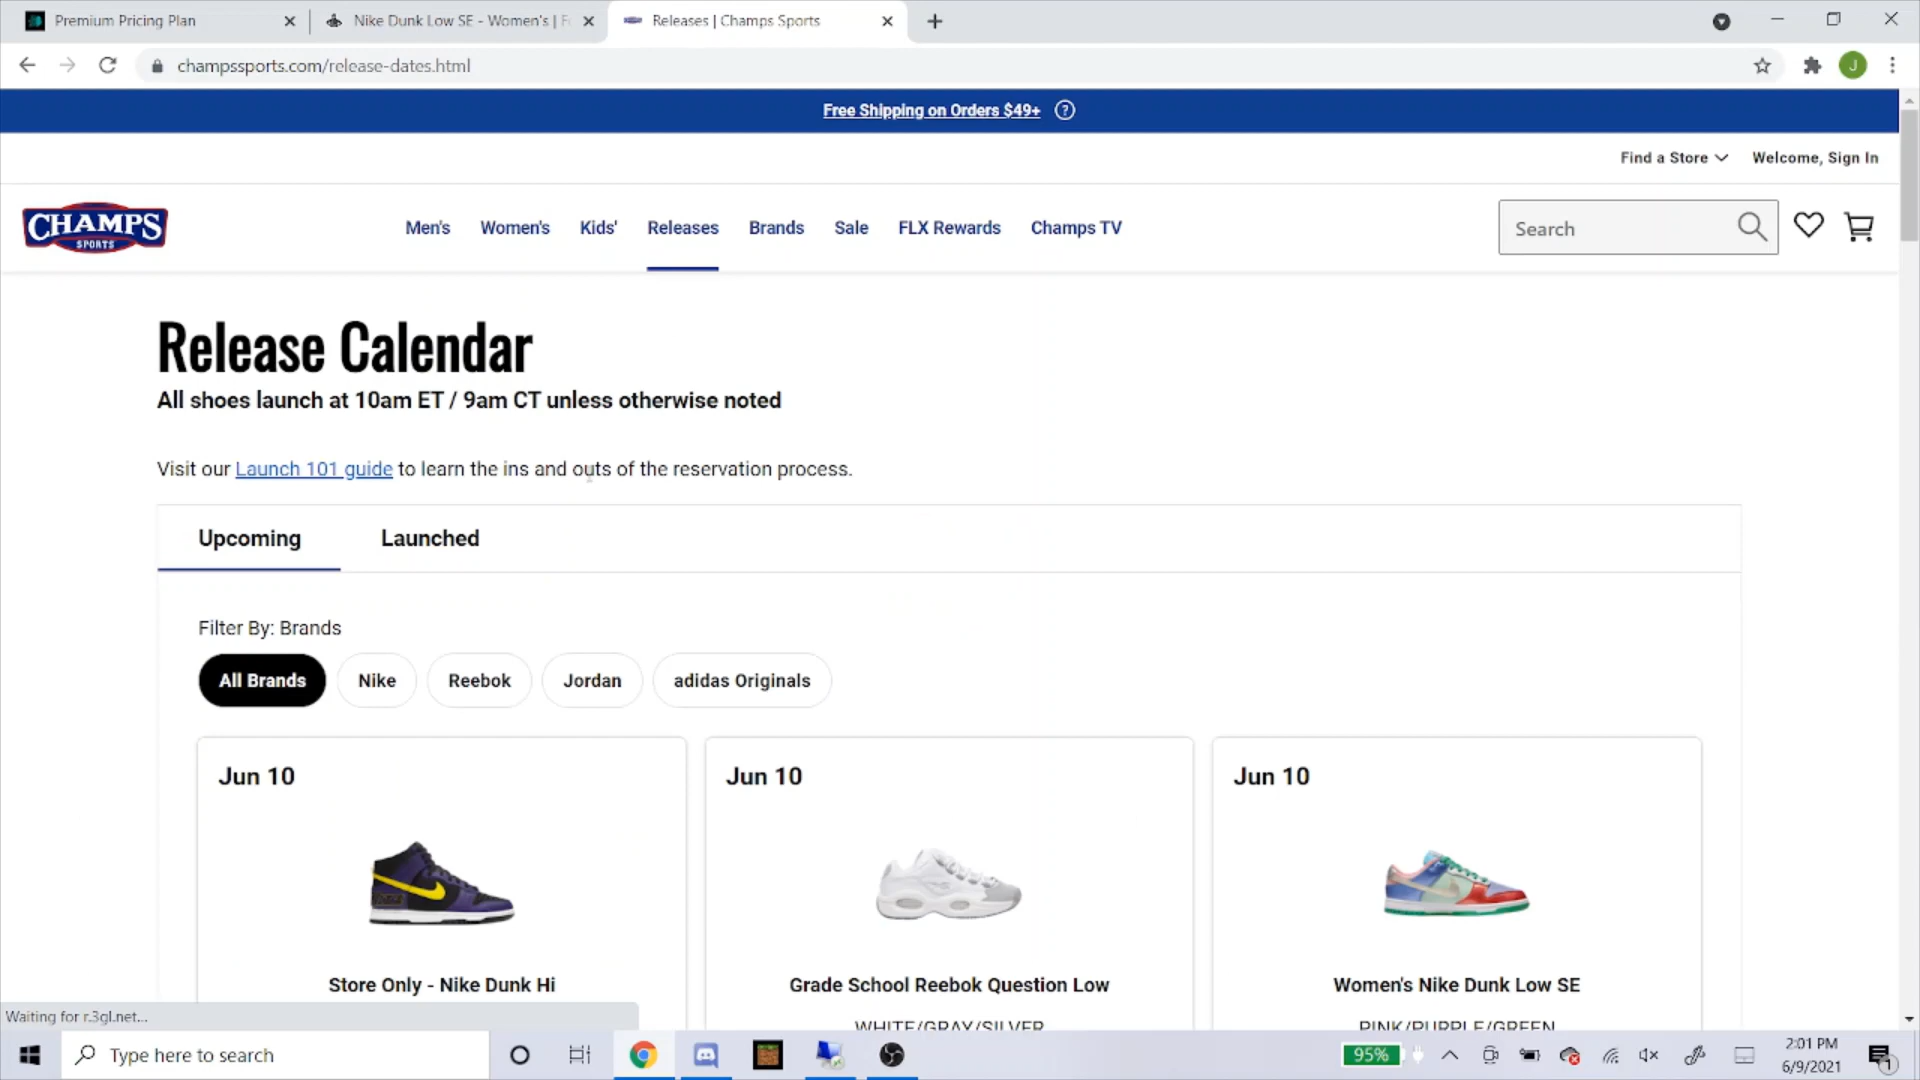 Premium Pricing Plan
Nike Dunk Low SE - Women's | F
Releases | Champs Sports
J
champssports.com/release-dates.html
Free Shipping on Orders $49+ ?
Find a Store
Welcome, Sign In
CHAMPS
SPORTS
Men's
Women's
Kids'
Releases
Brands
Sale
FLX Rewards
Champs TV
Search
Release Calendar
All shoes launch at 10am ET / 9am CT unless otherwise noted
Visit our Launch 101 guide to learn the ins and outs of the reservation process.
Upcoming
Launched
Filter By: Brands
All Brands
Nike
Reebok
Jordan
adidas Originals
Jun 10
Jun 10
Jun 10
Store Only - Nike Dunk Hi
Grade School Reebok Question Low
Women's Nike Dunk Low SE
WHITE/GRAY/SILVER
PINK/PURPLE/GREEN
Waiting for r.3gl.net...
Type here to search
95%
2:01 PM
6/9/2021
1